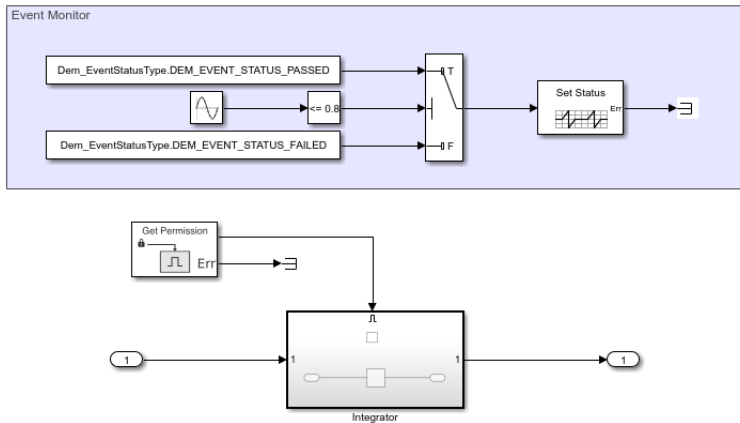 Event Monitor
Dem_EventStatusType.DEM_EVENT_STATUS_PASSED
T
Set Status
<= 0.8
Err
Dem_EventStatusType.DEM_EVENT_STATUS_FAILED
F
Get Permission
Err
1
1
1
1
Integrator